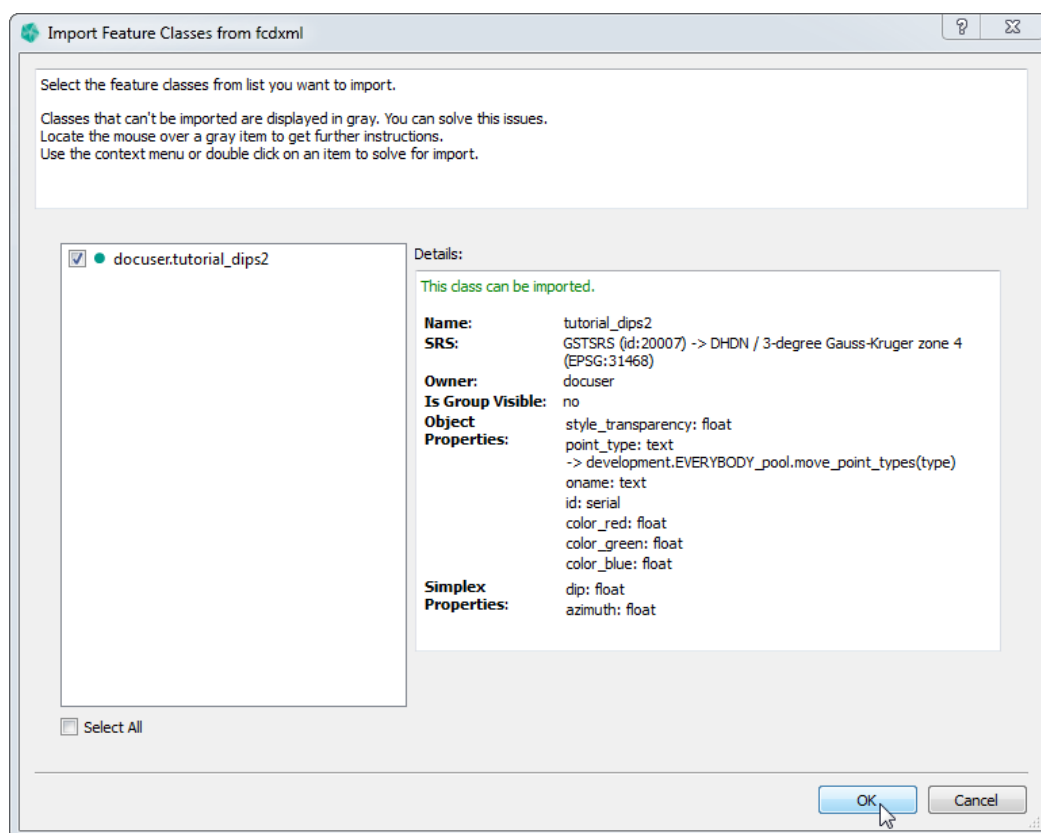 Import Feature Classes from fcdxml
Select the feature classes from list you want to import.
Classes that can't be imported are displayed in gray. You can solve this issues.
Locate the mouse over a gray item to get further instructions.
Use the context menu or double click on an item to solve for import.
docuser.tutorial_dips2
Select All
Details:
This class can be imported.
Name: tutorial_dips2
SRS: GSTSRS (id:20007) -> DHDN / 3-degree Gauss-Kruger zone 4
(EPSG:31468)
Owner: docuser
Is Group Visible: no
Object Properties: style_transparency: float
point_type: text
-> development.EVERYBODY_pool.move_point_types(type)
oname: text
id: serial
color_red: float
color_green: float
color_blue: float
Simplex Properties: dip: float
azimuth: float
OK
Cancel